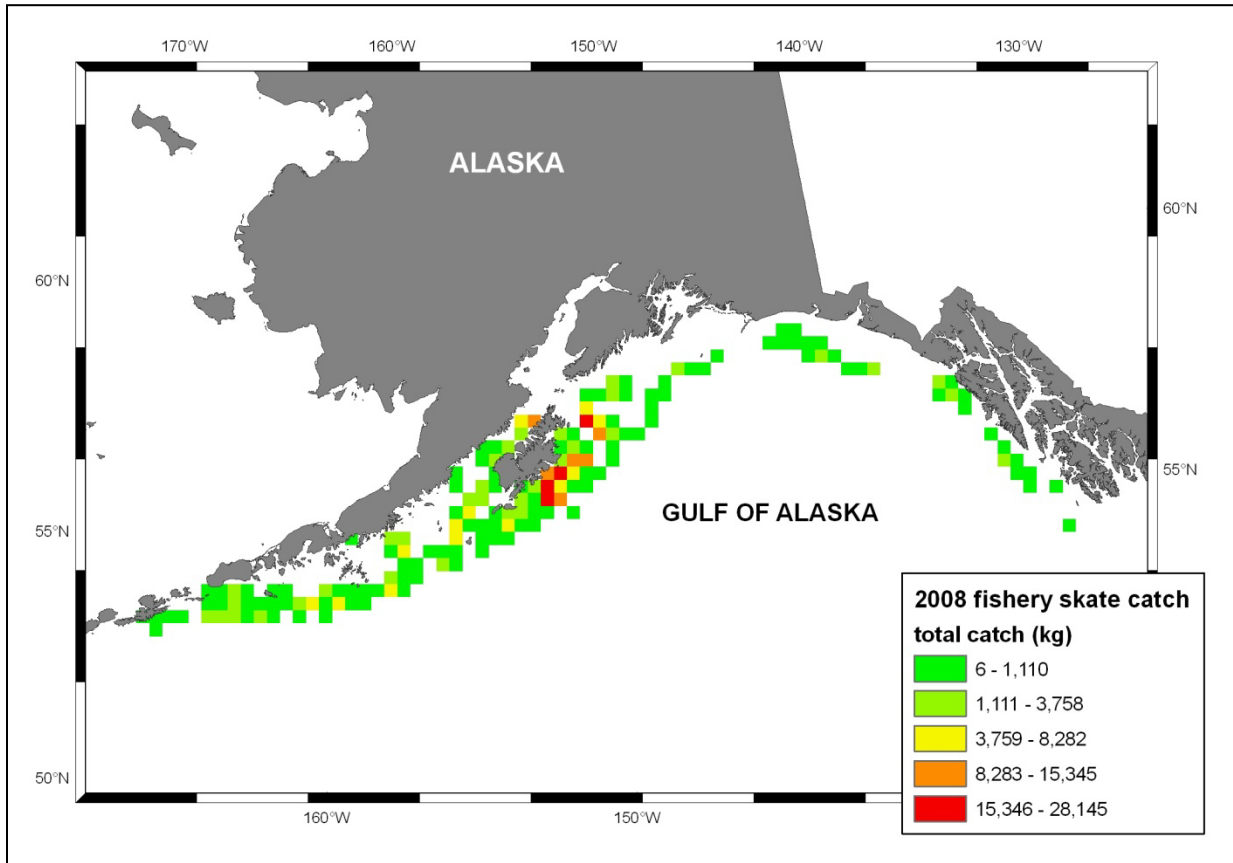 170°W 160°W 150°W 140°W 130°W
ALASKA
60°N
60°N
55°N
GULF OF ALASKA
55°N
2008 fishery skate catch
total catch (kg)
6 - 1,110
1,111 - 3,758
3,759 - 8,282
8,283 - 15,345
15,346 - 28,145
50°N
160°W 150°W